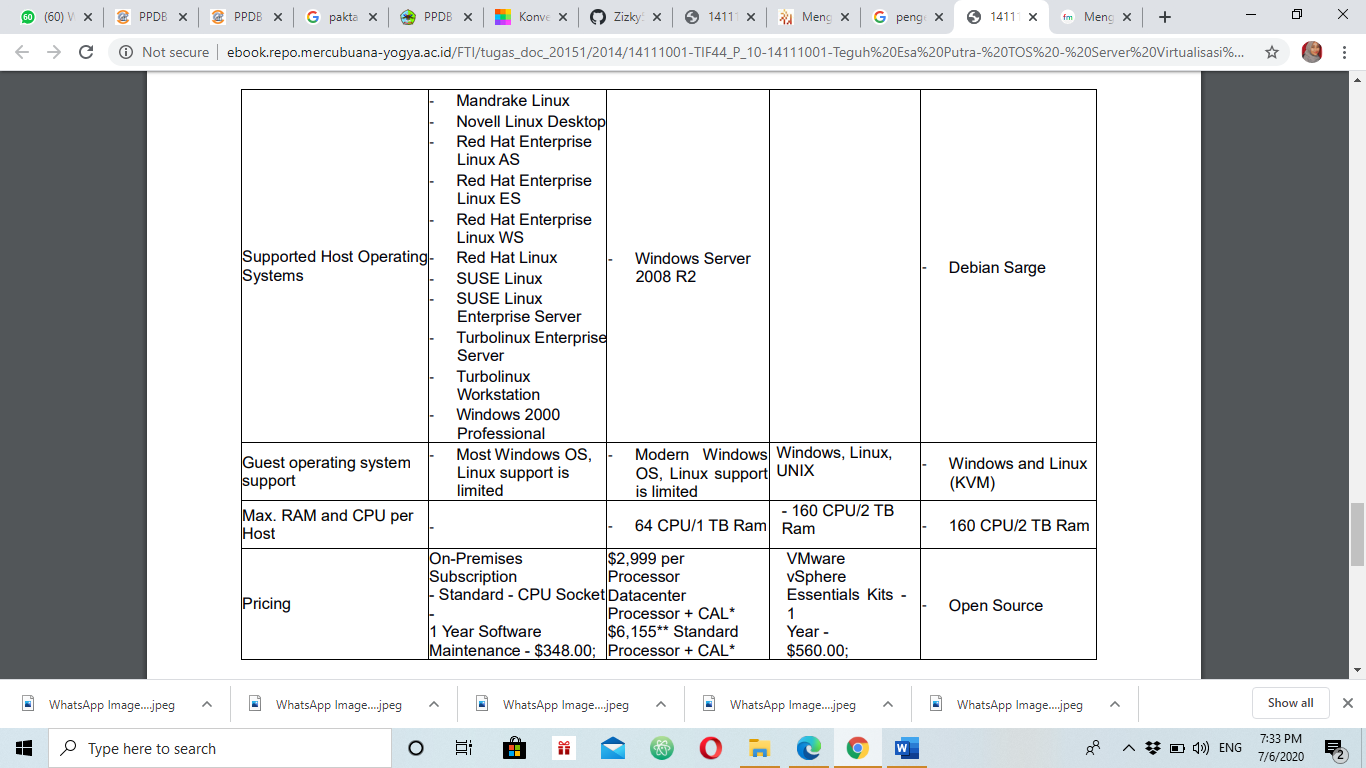 (60) W
PPDB
PPDB
pakta
PPDB
Konve
Zizky
1411
Meng
penge
1411
Meng
Not secure | ebook.repo.mercubuana-yogya.ac.id/FTI/tugas_doc_20151/2014/14111001-TIF44_P_10-14111001-Teguh%20Esa%20Putra-%20TOS%20-%20Server%20Virtualisasi%...
Supported Host Operating
Systems
- Mandrake Linux
- Novell Linux Desktop
- Red Hat Enterprise
Linux AS
- Red Hat Enterprise
Linux ES
- Red Hat Enterprise
Linux WS
- Red Hat Linux
- SUSE Linux
- SUSE Linux
Enterprise Server
- Turbolinux Enterprise
Server
- Turbolinux
Workstation
- Windows 2000
Professional
- Windows Server
2008 R2
- Debian Sarge
Guest operating system
support
- Most Windows OS,
Linux support is
limited
- Modern Windows
OS, Linux support
is limited
Windows, Linux,
UNIX
- Windows and Linux
(KVM)
Max. RAM and CPU per
Host
-
- 64 CPU/1 TB Ram
- 160 CPU/2 TB
Ram
- 160 CPU/2 TB Ram
Pricing
On-Premises
Subscription
- Standard - CPU Socket
-
1 Year Software
Maintenance - $348.00;
$2,999 per
Processor
Datacenter
Processor + CAL*
$6,155** Standard
Processor + CAL*
VMware
vSphere
Essentials Kits -
1
Year -
$560.00;
- Open Source
WhatsApp Image....jpeg
WhatsApp Image....jpeg
WhatsApp Image....jpeg
WhatsApp Image....jpeg
WhatsApp Image....jpeg
Show all
Type here to search
ENG
7:33 PM
7/6/2020
2